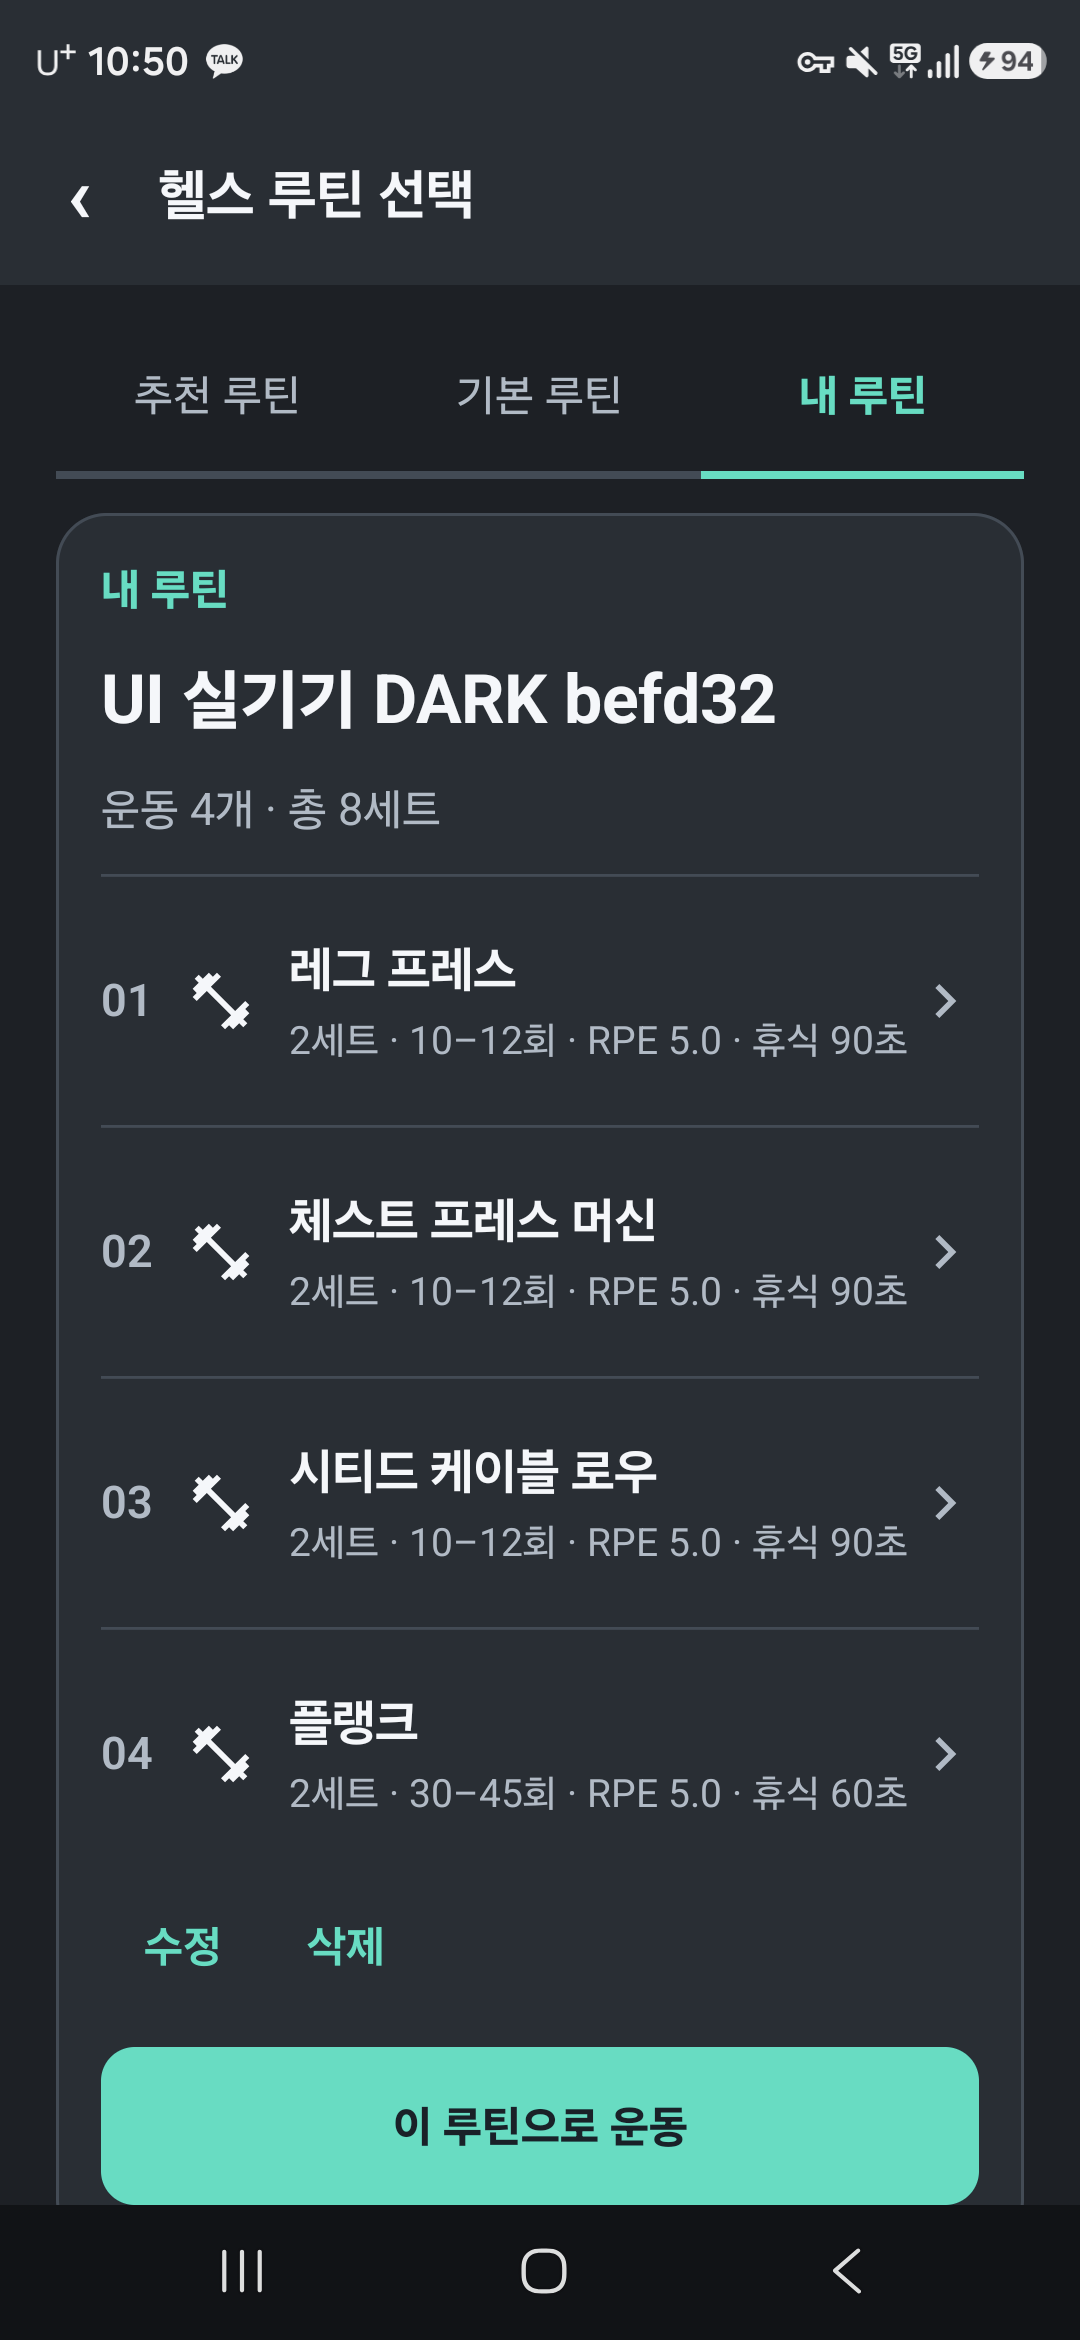 U+ 10:50 TALK 5G 94
헬스 루틴 선택
추천 루틴 기본 루틴 내 루틴
내 루틴
UI 실기기 DARK befd32
운동 4개 · 총 8세트
01 레그 프레스
2세트 · 10–12회 · RPE 5.0 · 휴식 90초
02 체스트 프레스 머신
2세트 · 10–12회 · RPE 5.0 · 휴식 90초
03 시티드 케이블 로우
2세트 · 10–12회 · RPE 5.0 · 휴식 90초
04 플랭크
2세트 · 30–45회 · RPE 5.0 · 휴식 60초
수정 삭제
이 루틴으로 운동